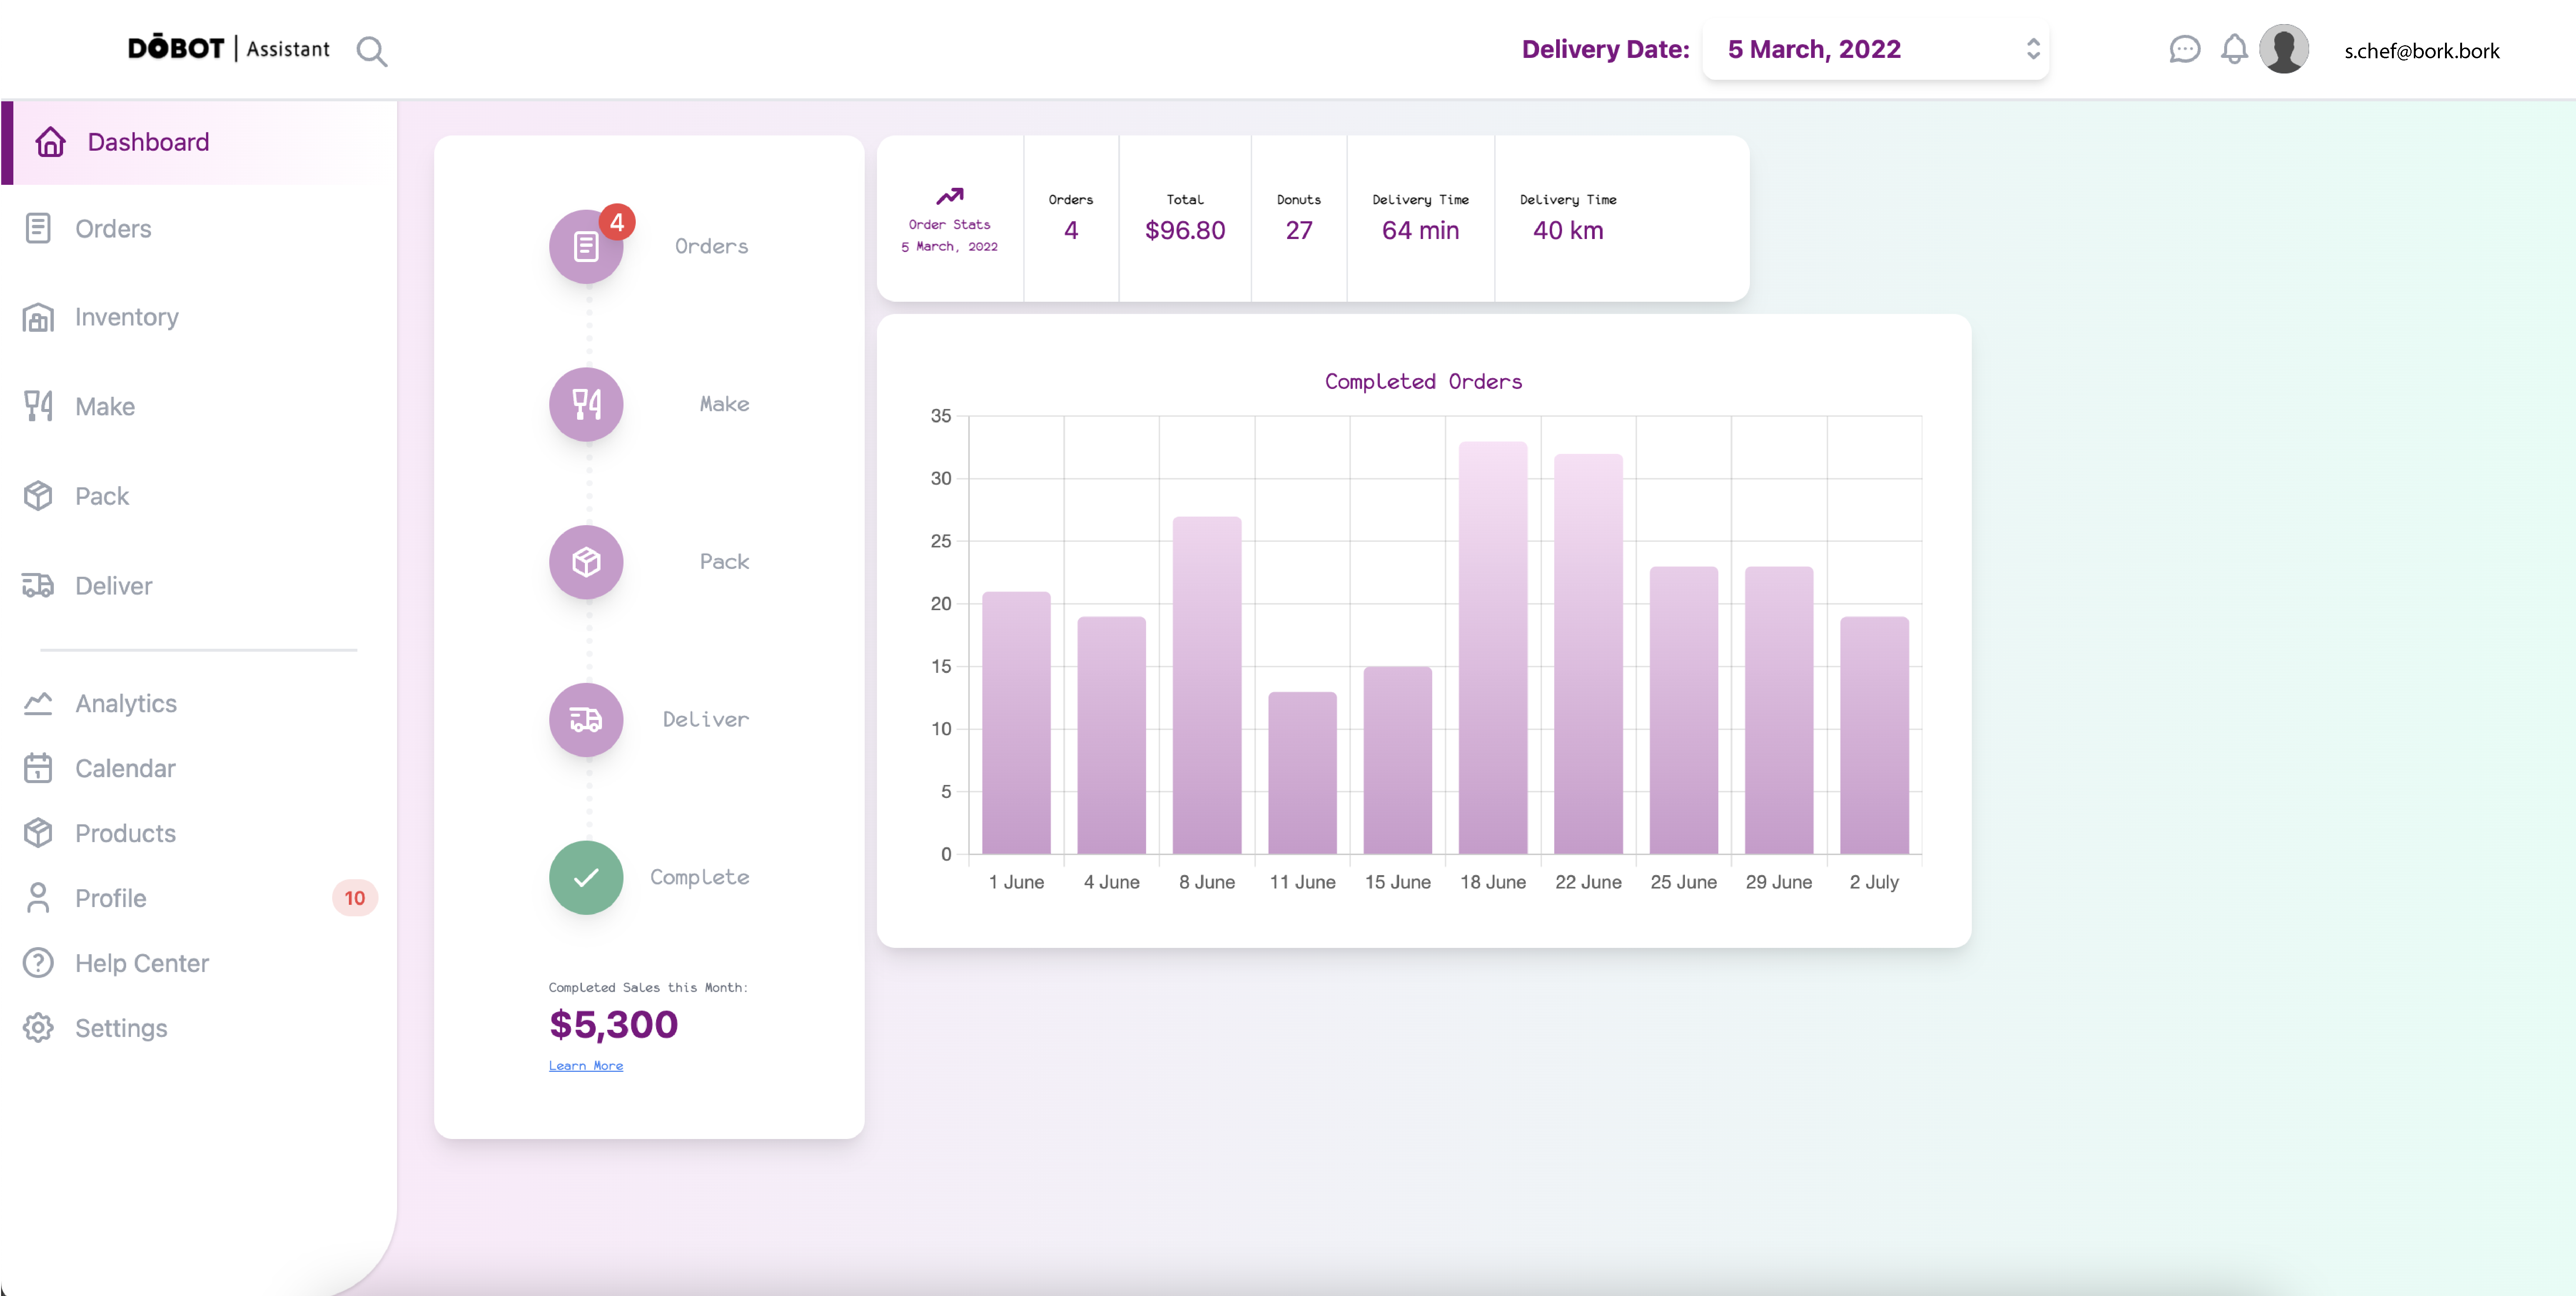 DŌBOT | Assistant
Delivery Date: 5 March, 2022
s.chef@bork.bork
Dashboard
Orders
Inventory
Make
Pack
Deliver
Analytics
Calendar
1
Products
Profile 10
Help Center
Settings
4
Orders
Make
Pack
Deliver
Complete
Completed Sales this Month:
$5,300
Learn More
Order Stats
5 March, 2022
Orders
4
Total
$96.80
Donuts
27
Delivery Time
64 min
Delivery Time
40 km
Completed Orders
35
30
25
20
15
10
5
0
1 June 4 June 8 June 11 June 15 June 18 June 22 June 25 June 29 June 2 July